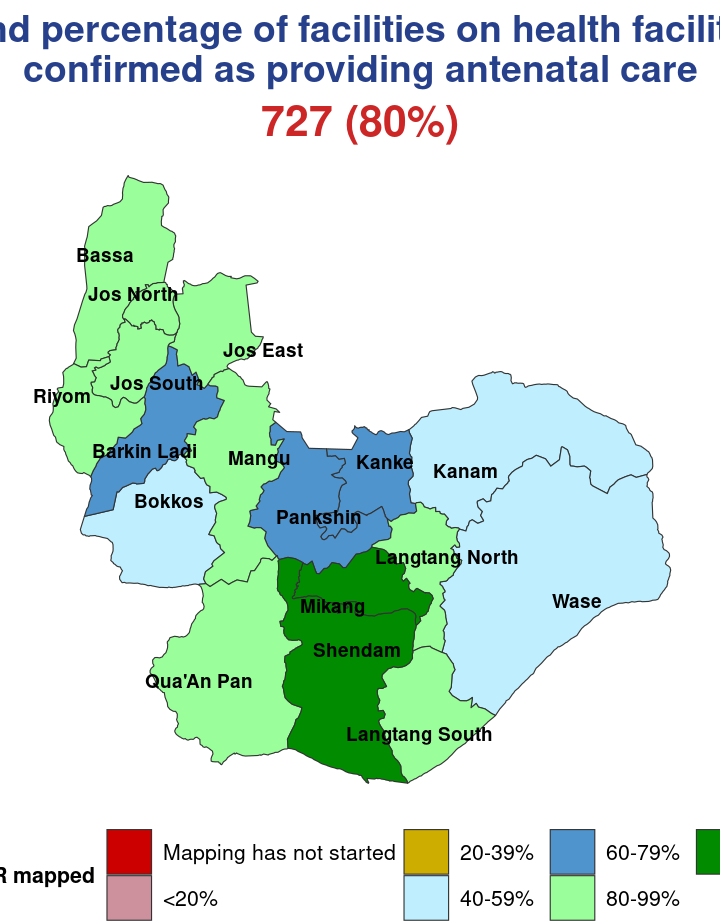 percentage of facilities on health
confirmed as providing antenatal care
727 (80%)
Bassa
Jos North
Jos East
Jos South
Riyom
Barkin Ladi
Mangu
Kanke
Kanam
Bokkos
Pankshin
Langtang North
Mikang
Wase
Shendam
Qua'An Pan
Langtang South
Mapping has not started 20-39% 60-79%
R mapped
<20% 40-59% 80-99%